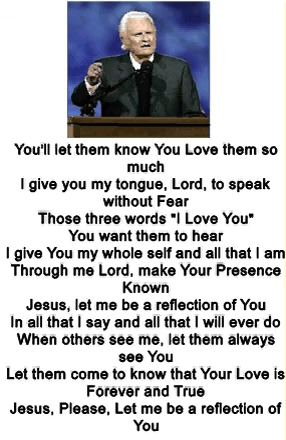 You'll let them know You Love them so
much
I give you my tongue, Lord, to speak
without Fear
Those three words "I Love You"
You want them to hear
I give You my whole self and all that I am
Through me Lord, make Your Presence
Known
Jesus, let me be a reflection of You
In all that I say and all that I will ever do
When others see me, let them always
see You
Let them come to know that Your Love is
Forever and True
Jesus, Please, Let me be a reflection of
You